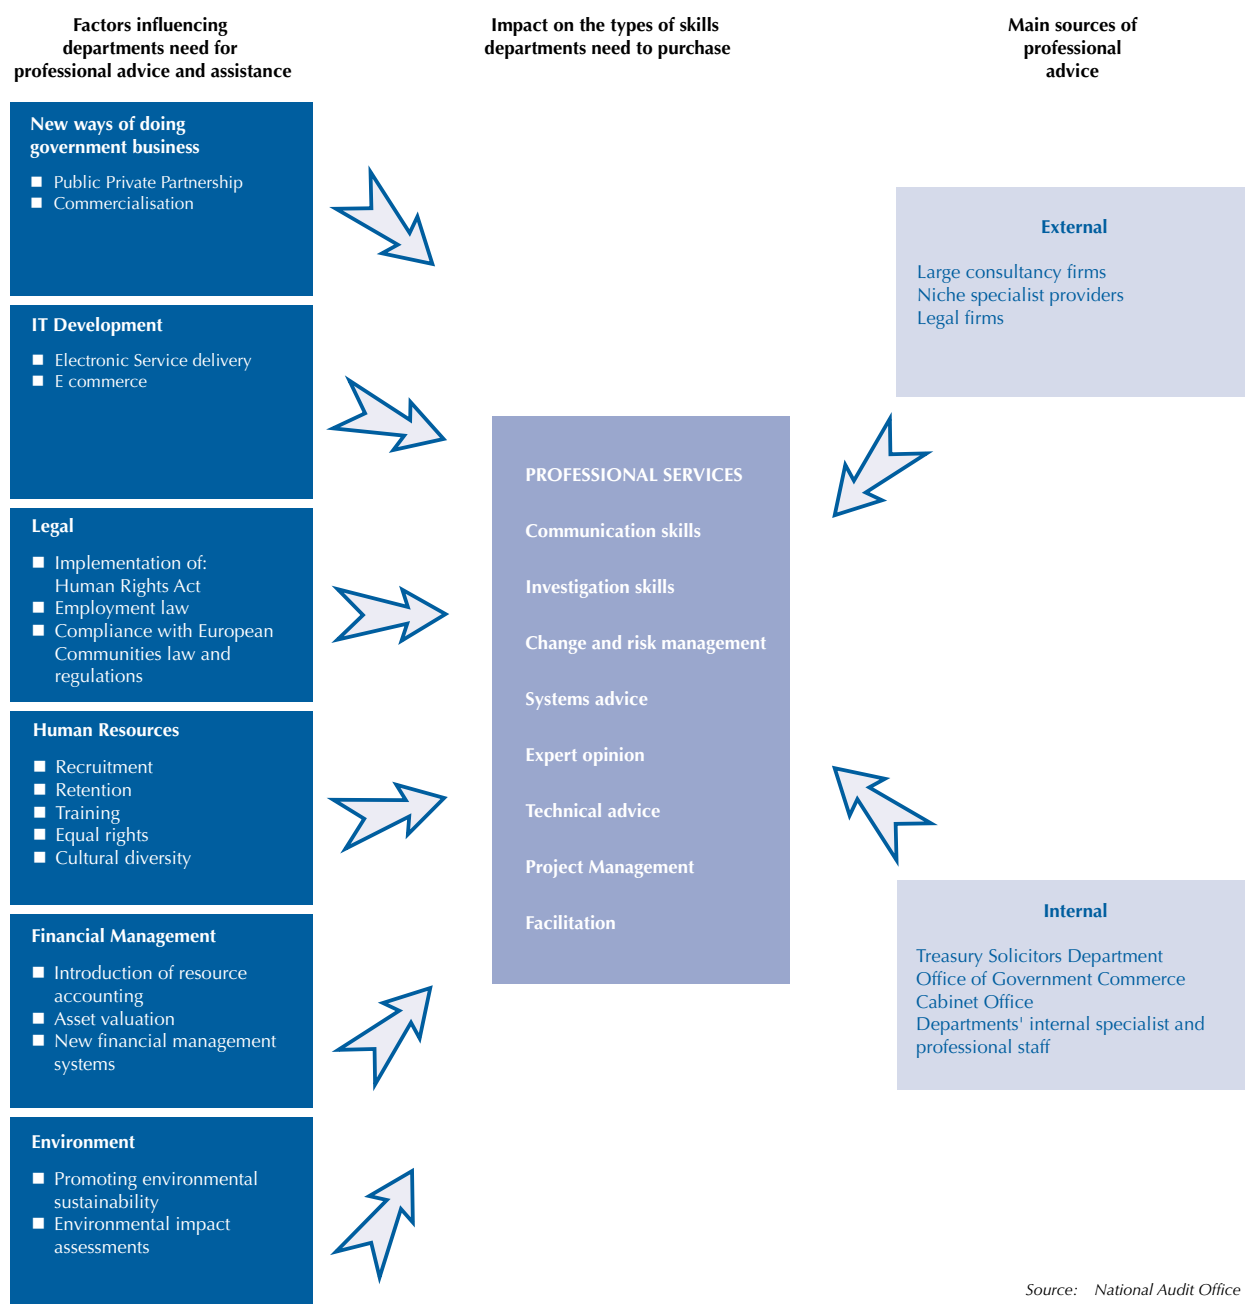 Factors influencing
departments need for
professional advice and assistance
Impact on the types of skills
departments need to purchase
Main sources of
professional
advice
New ways of doing
government business
Public Private Partnership
Commercialisation
IT Development
Electronic Service delivery
E commerce
Legal
Implementation of:
Human Rights Act
Employment law
Compliance with European
Communities law and
regulations
Human Resources
Recruitment
Retention
Training
Equal rights
Cultural diversity
Financial Management
Introduction of resource
accounting
Asset valuation
New financial management
systems
Environment
Promoting environmental
sustainability
Environmental impact
assessments
PROFESSIONAL SERVICES
Communication skills
Investigation skills
Change and risk management
Systems advice
Expert opinion
Technical advice
Project Management
Facilitation
External
Large consultancy firms
Niche specialist providers
Legal firms
Internal
Treasury Solicitors Department
Office of Government Commerce
Cabinet Office
Departments' internal specialist and
professional staff
Source: National Audit Office